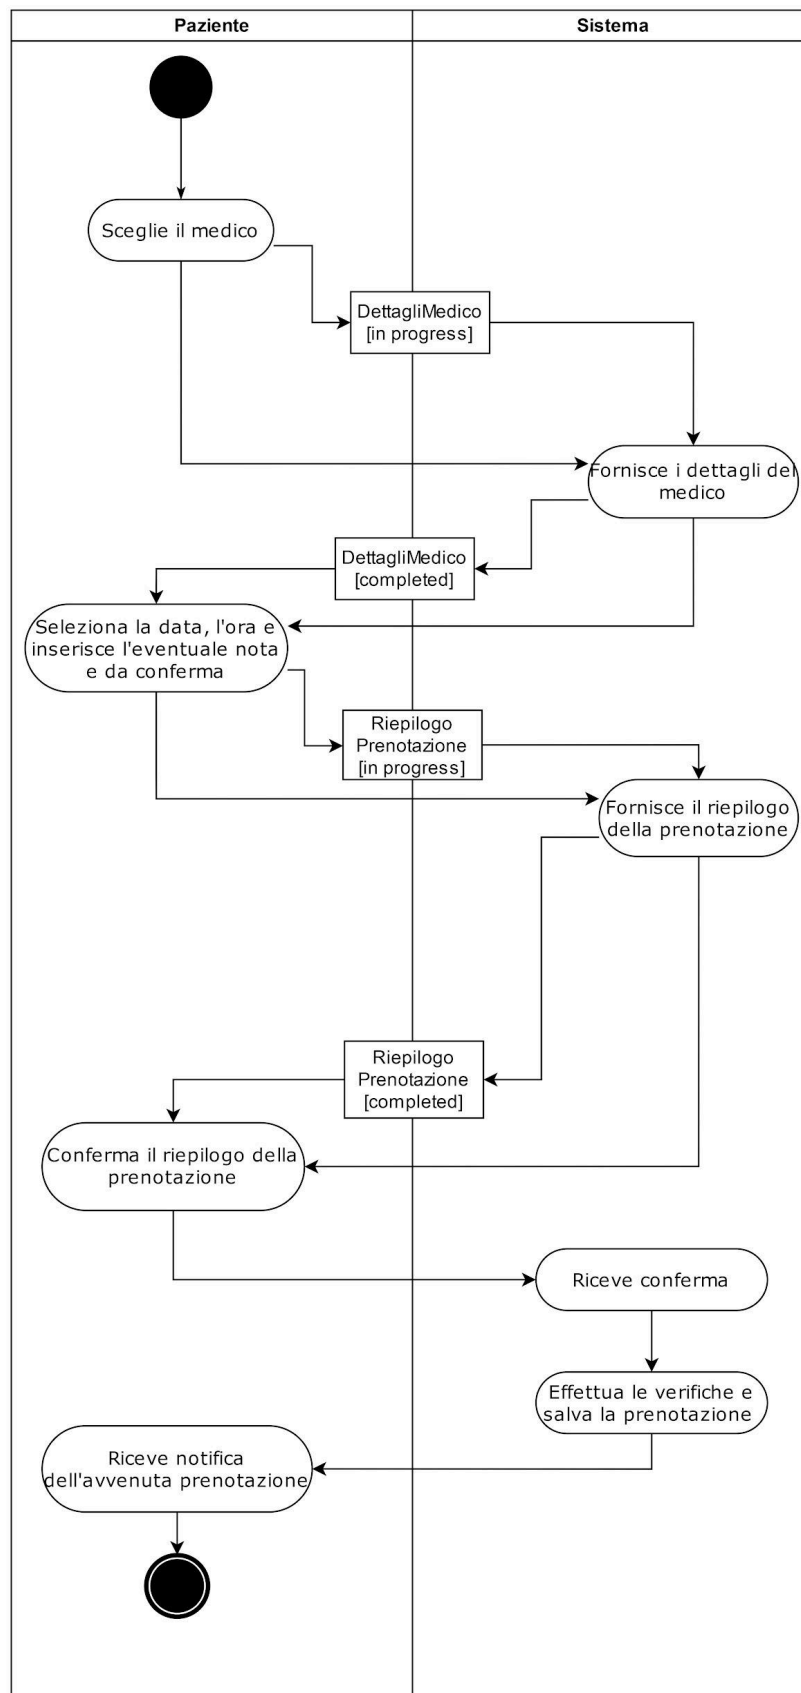 Paziente
Sistema
Sceglie il medico
DettagliMedico
[in progress]
Fornisce i dettagli del
medico
DettagliMedico
[completed]
Seleziona la data, l'ora e
inserisce l'eventuale nota
e da conferma
Riepilogo
Prenotazione
[in progress]
Fornisce il riepilogo
della prenotazione
Riepilogo
Prenotazione
[completed]
Conferma il riepilogo della
prenotazione
Riceve conferma
Effettua le verifiche e
salva la prenotazione
Riceve notifica
dell'avvenuta prenotazione